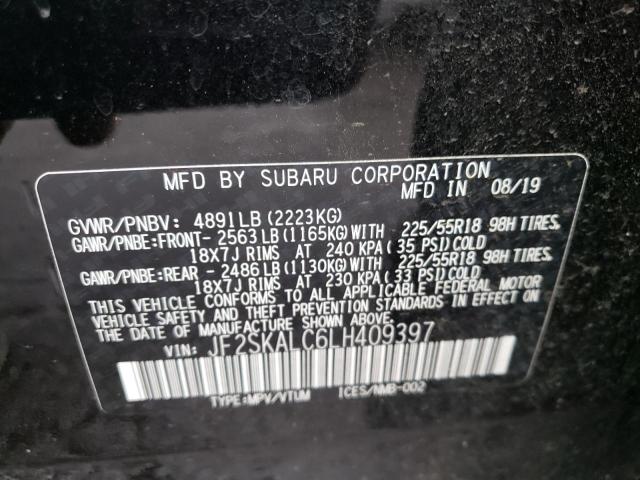 MFD BY SUBARU CORPORATION
MFD IN 08/19
GVWR/PNBV: 4891LB (2223KG)
GAWR/PNBE:FRONT- 2563 LB (1165KG)WITH 225/55R18 98H TIRES,
18X7J RIMS AT 240 KPA (35 PSI) COLD
GAWR/PNBE:REAR - 2486 LB (1130KG)WITH 225/55R18 98H TIRES,
18X7J RIMS AT 230 KPA (33 PSI) COLD
THIS VEHICLE CONFORMS TO ALL APPLICABLE FEDERAL MOTOR
VEHICLE SAFETY AND THEFT PREVENTION STANDARDS IN EFFECT ON
THE DATE OF MANUFACTURE SHOWN ABOVE.
VIN: JF2SKALC6LH409397
TYPE:MPV/VTUM ICES/NMB-002